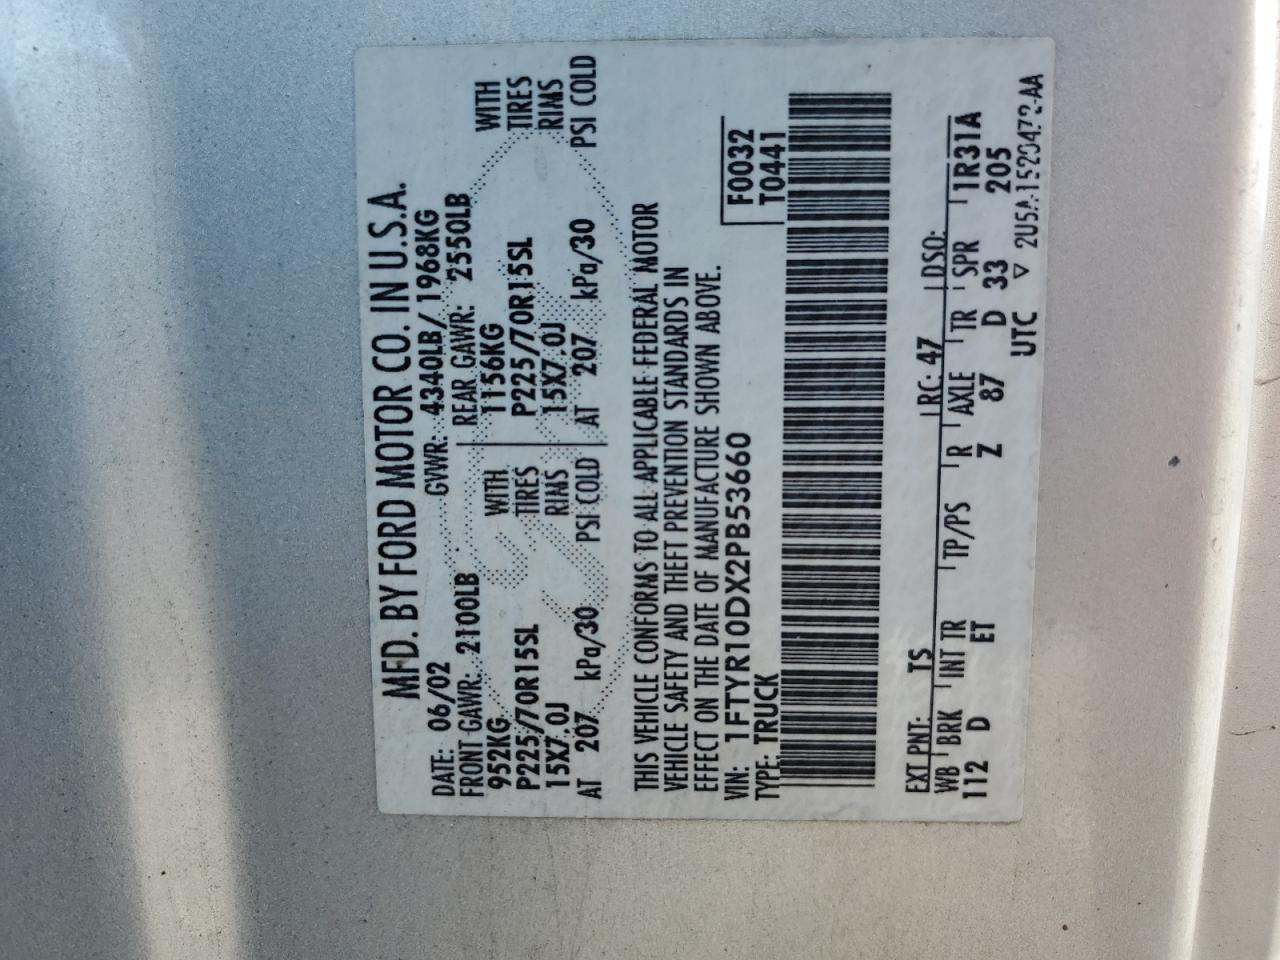 MFD. BY FORD MOTOR CO. IN U.S.A.
DATE: 06/02 GVWR: 4340LB/ 1968KG
FRONT GAWR: 2100LB REAR GAWR: 2550LB
952KG WITH 1156KG WITH
P225/70R15SL TIRES P225/70R15SL TIRES
15X7.0J RIMS 15X7.0J RIMS
AT 207 kPa/30 PSI COLD AT 207 kPa/30 PSI COLD
THIS VEHICLE CONFORMS TO ALL APPLICABLE FEDERAL MOTOR
VEHICLE SAFETY AND THEFT PREVENTION STANDARDS IN
EFFECT ON THE DATE OF MANUFACTURE SHOWN ABOVE.
VIN: 1FTYR10DX2PB53660 F0032
TYPE: TRUCK T0441
EXT PNT: TS RC: 47 DSO:
WB BRK INT TR TP/PS R AXLE TR SPR 1R31A
112 D ET Z 87 D 33 205
UTC ▽ 2U5A-1520472-AA